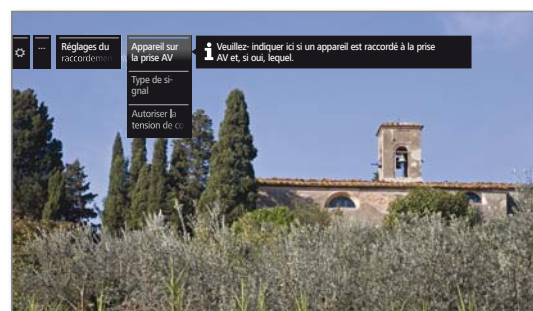 ...
Réglages du
raccordemen
Appareil sur
la prise AV
Veuillez- indiquer ici si un appareil est raccordé à la prise
AV et, si oui, lequel.
Type de si-
gnal
Autoriser la
tension de co